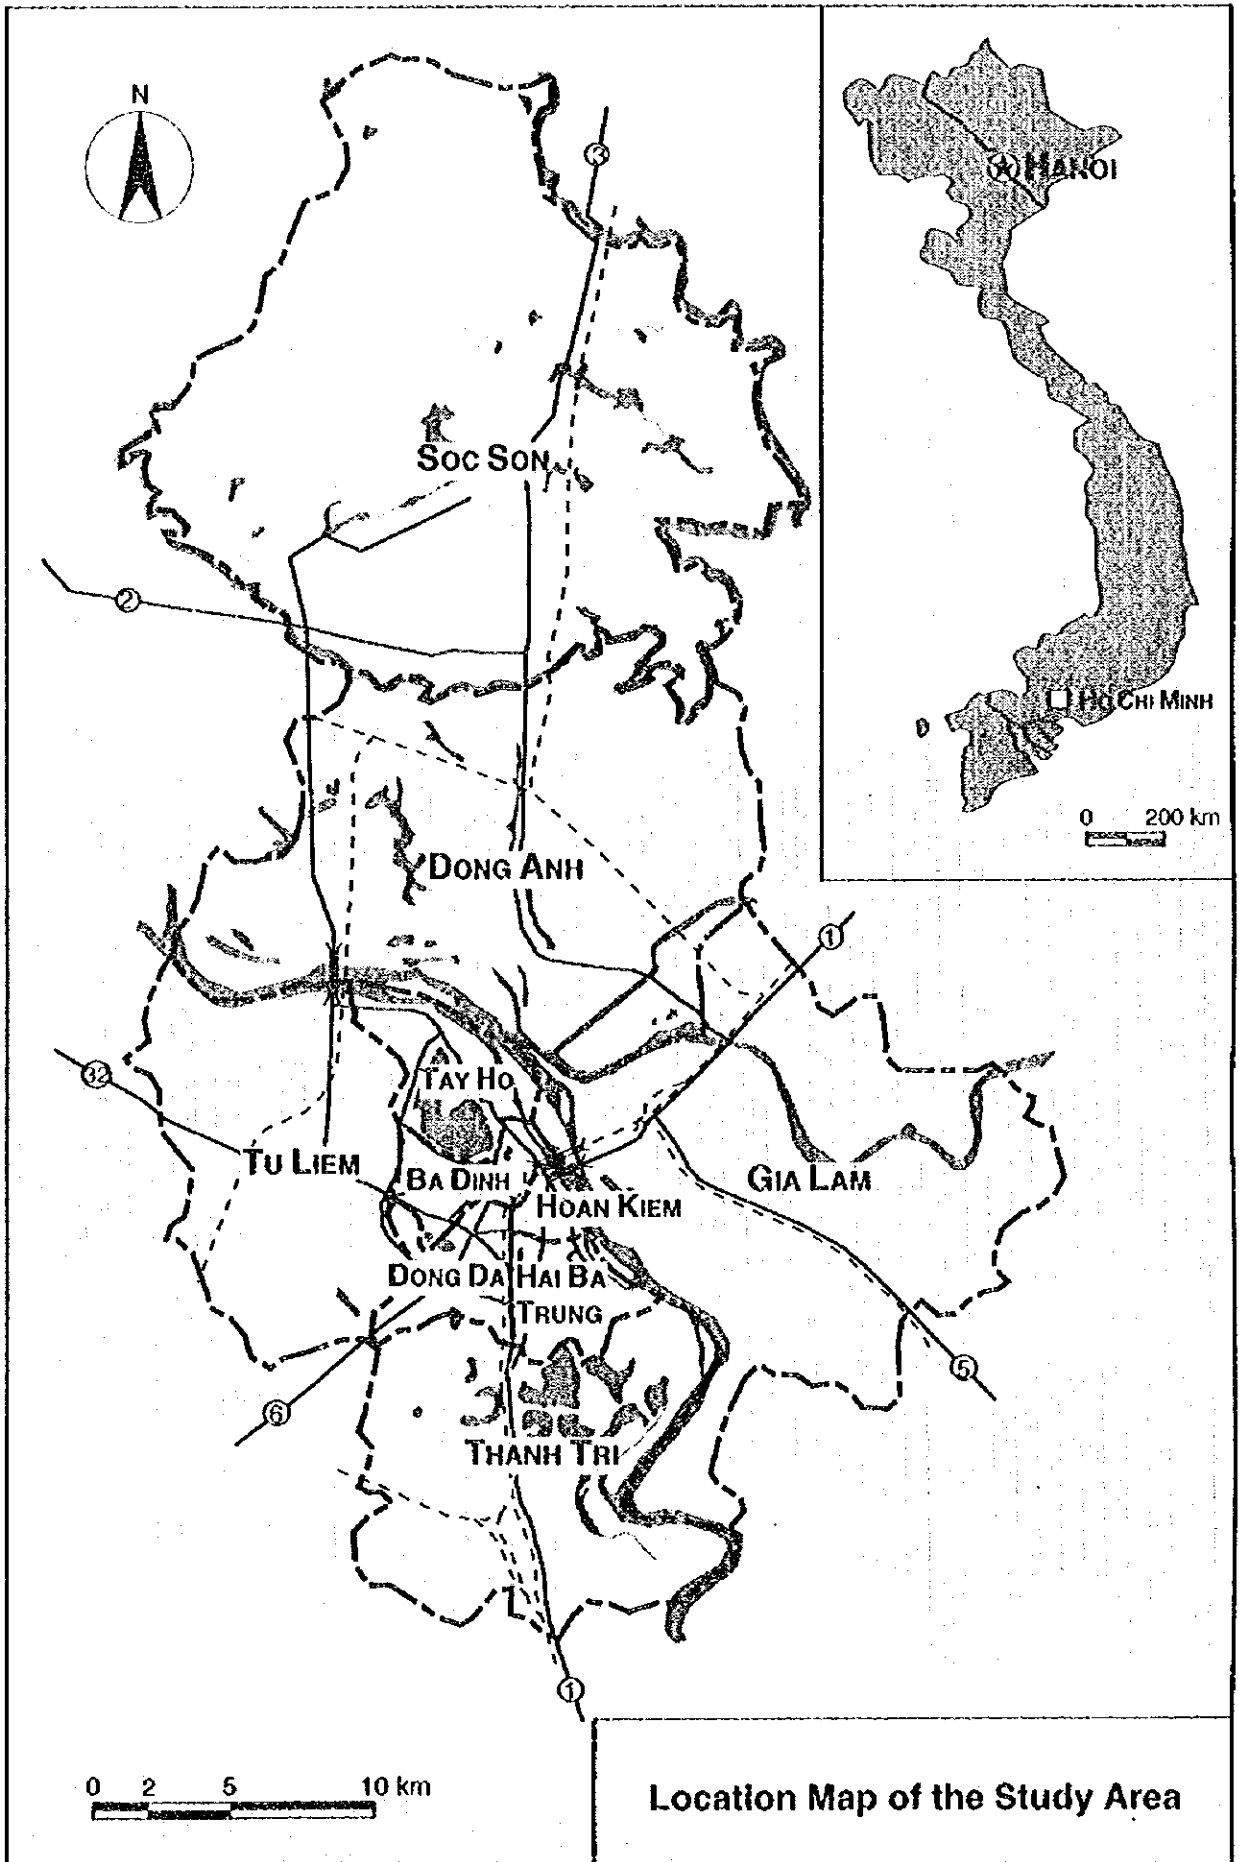 N
3
HANOI
SOC SON
2
HO CHI MINH
0 200 km
DONG ANH
1
32
TAY HO
TU LIEM
BA DINH
GIA LAM
HOAN KIEM
DONG DA
HAI BA
TRUNG
5
6
THANH TRI
1
0 2 5 10 km
Location Map of the Study Area